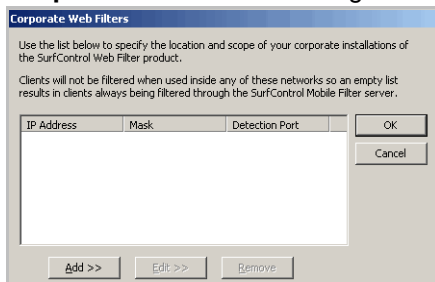 Corporate Web Filters
Use the list below to specify the location and scope of your corporate installations of
the SurfControl Web Filter product.
Clients will not be filtered when used inside any of these networks so an empty list
results in clients always being filtered through the SurfControl Mobile Filter server.
IP Address Mask Detection Port OK
Cancel
Add >> Edit >> Remove